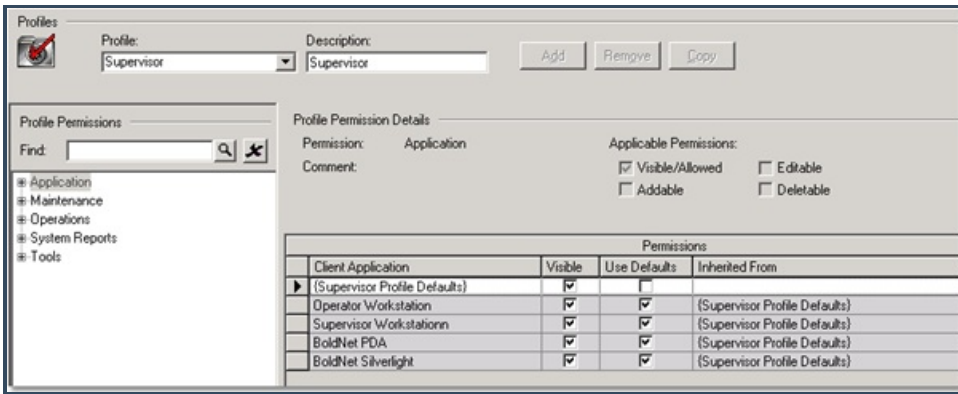 Profiles
Profile: Description:
Supervisor Supervisor Add Remove Copy
Profile Permissions
Find:
Application
Maintenance
Operations
System Reports
Tools
Profile Permission Details
Permission: Application Applicable Permissions:
Comment: Visible/Allowed Editable
Addable Deletable
Permissions
Client Application Visible Use Defaults Inherited From
{Supervisor Profile Defaults}
Operator Workstation {Supervisor Profile Defaults}
Supervisor Workstationn {Supervisor Profile Defaults}
BoldNet PDA {Supervisor Profile Defaults}
BoldNet Silverlight {Supervisor Profile Defaults}